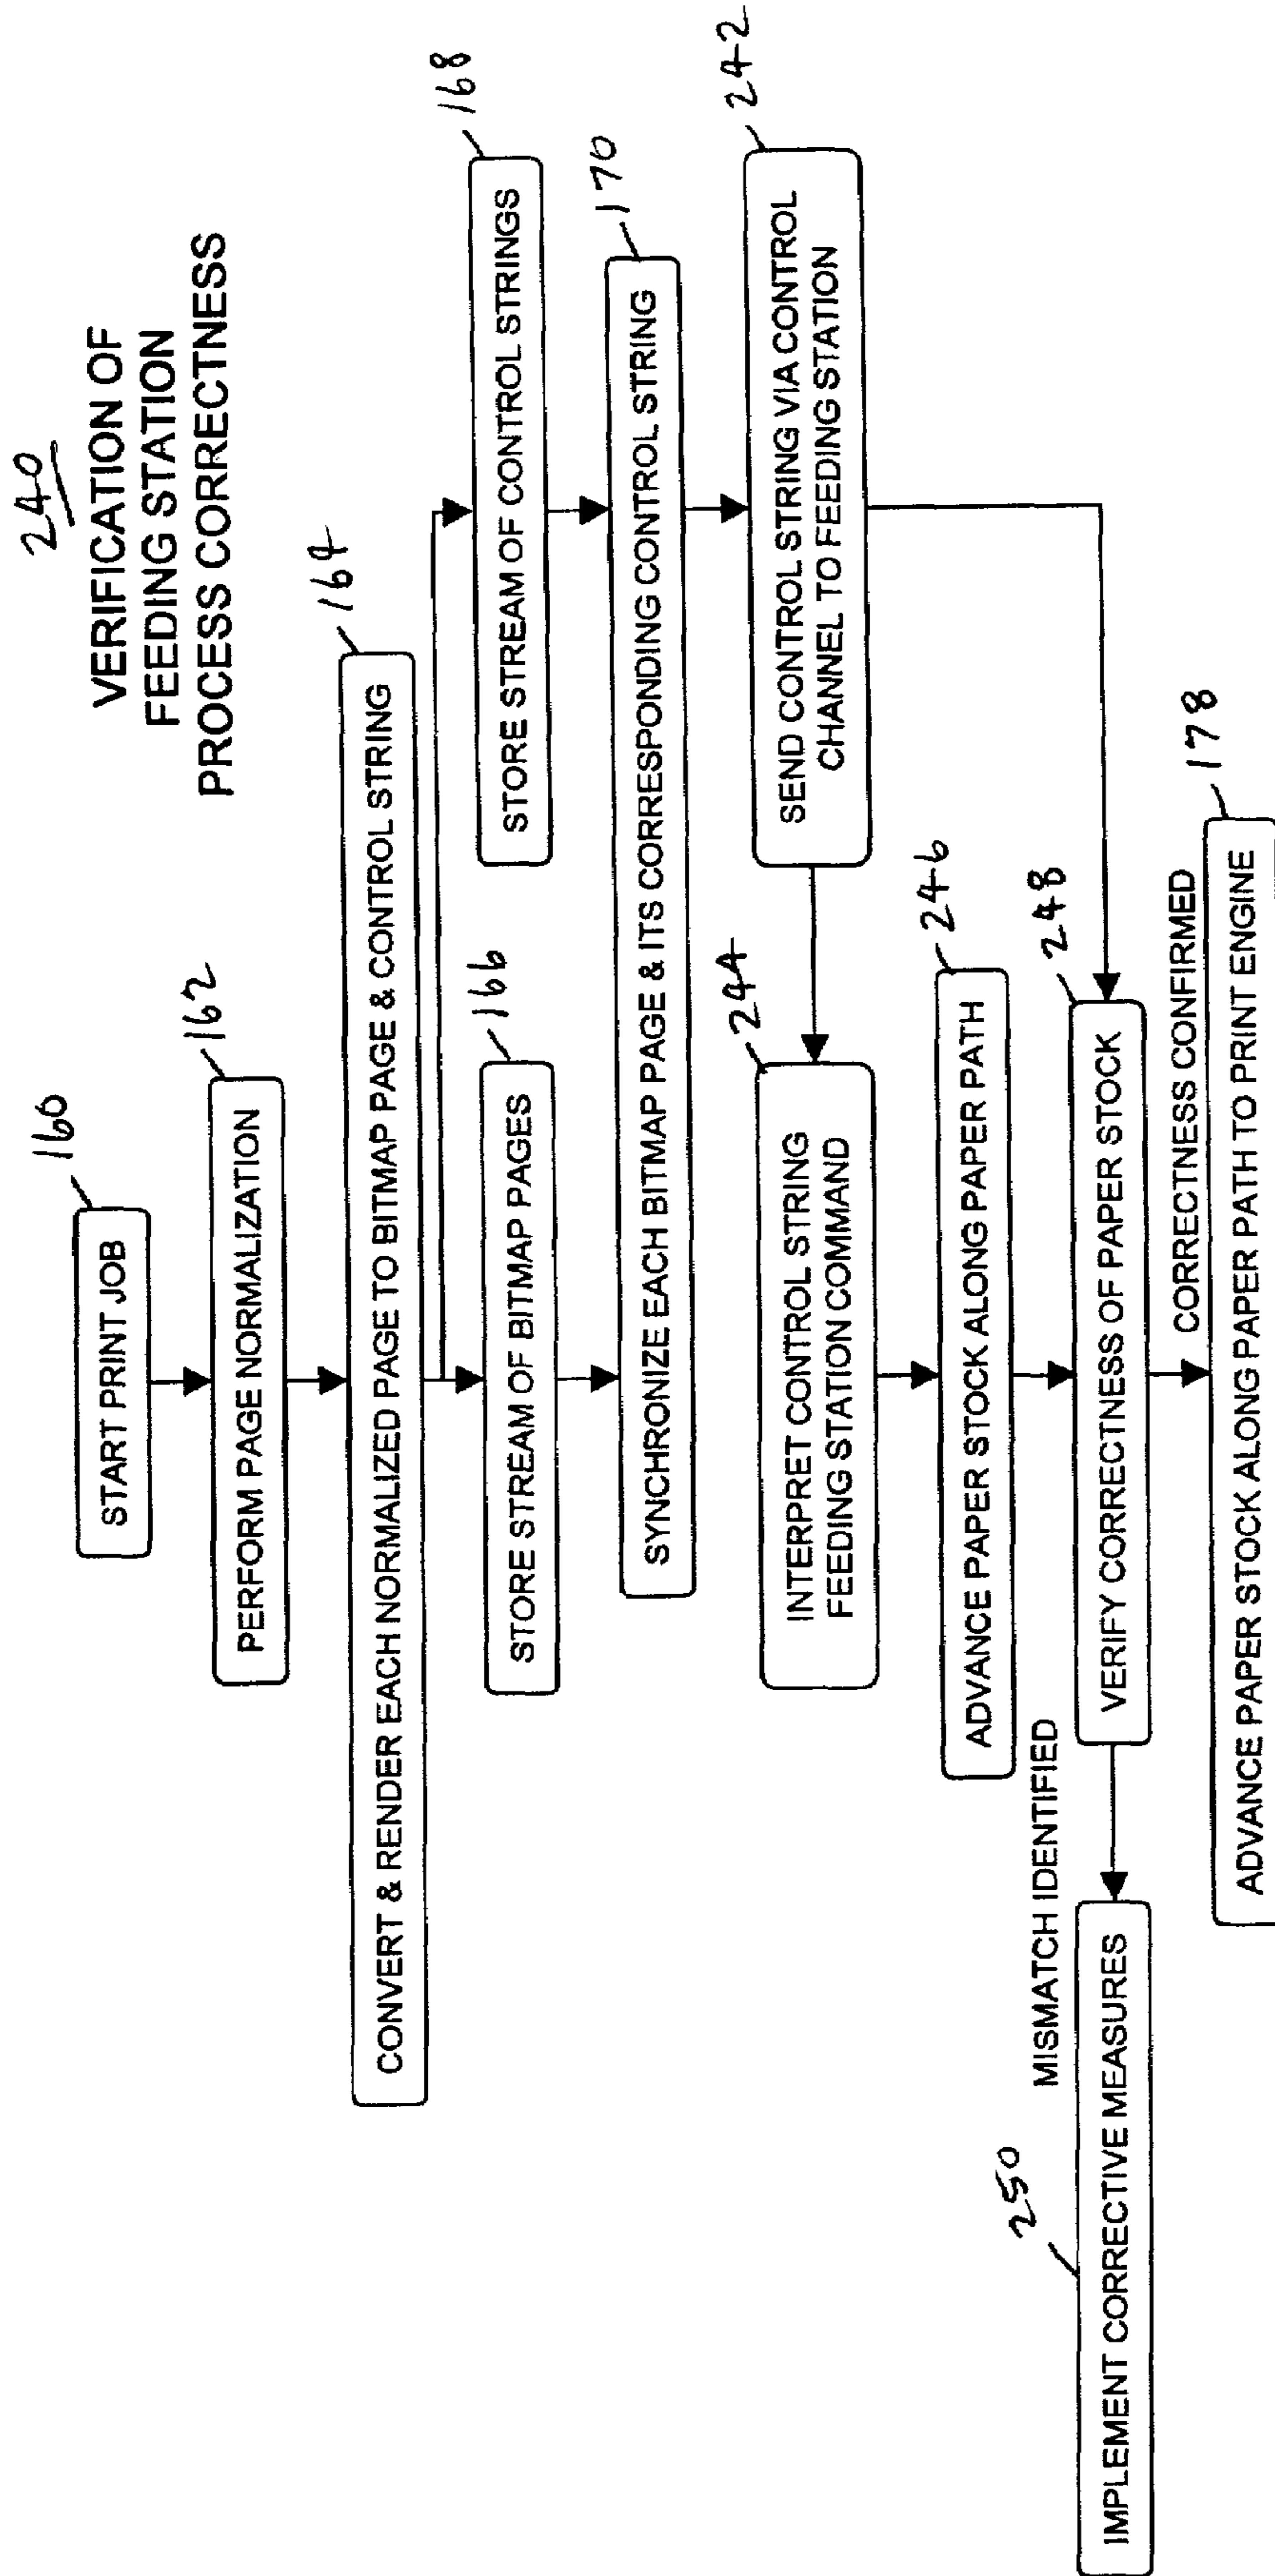 240
VERIFICATION OF
FEEDING STATION
PROCESS CORRECTNESS
160
START PRINT JOB
162
PERFORM PAGE NORMALIZATION
164
CONVERT & RENDER EACH NORMALIZED PAGE TO BITMAP PAGE & CONTROL STRING
166
STORE STREAM OF BITMAP PAGES
168
STORE STREAM OF CONTROL STRINGS
170
SYNCHRONIZE EACH BITMAP PAGE & ITS CORRESPONDING CONTROL STRING
242
SEND CONTROL STRING VIA CONTROL
CHANNEL TO FEEDING STATION
244
INTERPRET CONTROL STRING
FEEDING STATION COMMAND
246
ADVANCE PAPER STOCK ALONG PAPER PATH
248
VERIFY CORRECTNESS OF PAPER STOCK
MISMATCH IDENTIFIED
250
IMPLEMENT CORRECTIVE MEASURES
CORRECTNESS CONFIRMED
178
ADVANCE PAPER STOCK ALONG PAPER PATH TO PRINT ENGINE